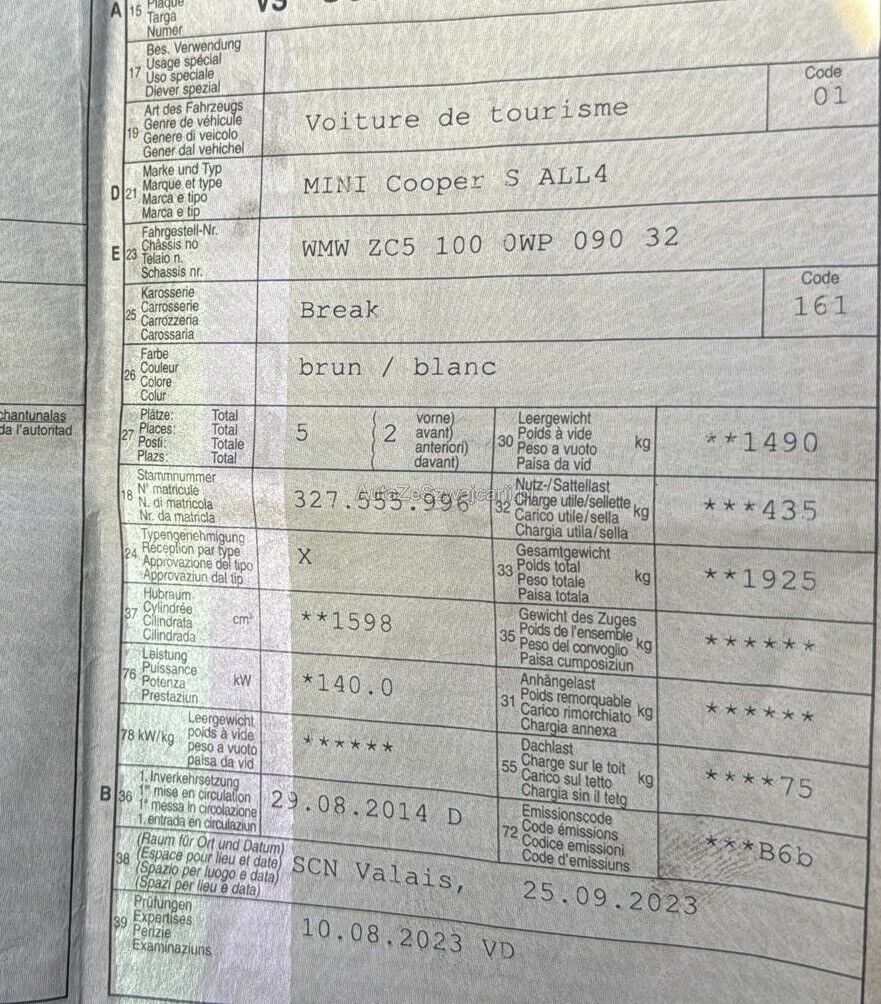 A 15 Plaque
Targa
Numer
VS
17 Bes. Verwendung
Usage spécial
Uso speciale
Diever spezial
19 Art des Fahrzeugs
Genre de véhicule
Genere di veicolo
Gener dal vehichel
Voiture de tourisme
Code
01
D 21 Marke und Typ
Marque et type
Marca e tipo
Marca e tip
MINI Cooper S ALL4
E 23 Fahrgestell-Nr.
Châssis no
Telaio n.
Schassis nr.
WMW ZC5 100 0WP 090 32
25 Karosserie
Carrosserie
Carrozzeria
Carossaria
Break
Code
161
26 Farbe
Couleur
Colore
Colur
brun / blanc
chantunalas
da l'autoritad
27 Plätze: Total
Places: Total
Posti: Totale
Plazs: Total
5 ( 2 vorne)
avant)
anteriori)
davant)
30 Leergewicht
Poids à vide
Peso a vuoto
Paisa da vid
kg
**1490
18 Stammnummer
N° matricule
N. di matricola
Nr. da matricla
327.555.996
32 Nutz-/Sattellast
Charge utile/sellette
Carico utile/sella
Chargia utila/sella
kg
***435
24 Typengenehmigung
Réception par type
Approvazione del tipo
Approvaziun dal tip
X
33 Gesamtgewicht
Poids total
Peso totale
Paisa totala
kg
**1925
37 Hubraum
Cylindrée
Cilindrata
Cilindrada
cm³
**1598
35 Gewicht des Zuges
Poids de l'ensemble
Peso del convoglio
Paisa cumposiziun
kg
******
76 Leistung
Puissance
Potenza
Prestaziun
kW
*140.0
31 Anhängelast
Poids remorquable
Carico rimorchiato
Chargia annexa
kg
******
78 kW/kg Leergewicht
poids à vide
peso a vuoto
paisa da vid
******
55 Dachlast
Charge sur le toit
Carico sul tetto
Chargia sin il tetg
kg
****75
B 36 1. Inverkehrsetzung
1re mise en circulation
1a messa in circolazione
1. entrada en circulaziun
29.08.2014 D
72 Emissionscode
Code émissions
Codice emissioni
Code d'emissiuns
***B6b
38 (Raum für Ort und Datum)
(Espace pour lieu et date)
(Spazio per luogo e data)
(Spazi per lieu e data)
SCN Valais, 25.09.2023
39 Prüfungen
Expertises
Perizie
Examinaziuns
10.08.2023 VD